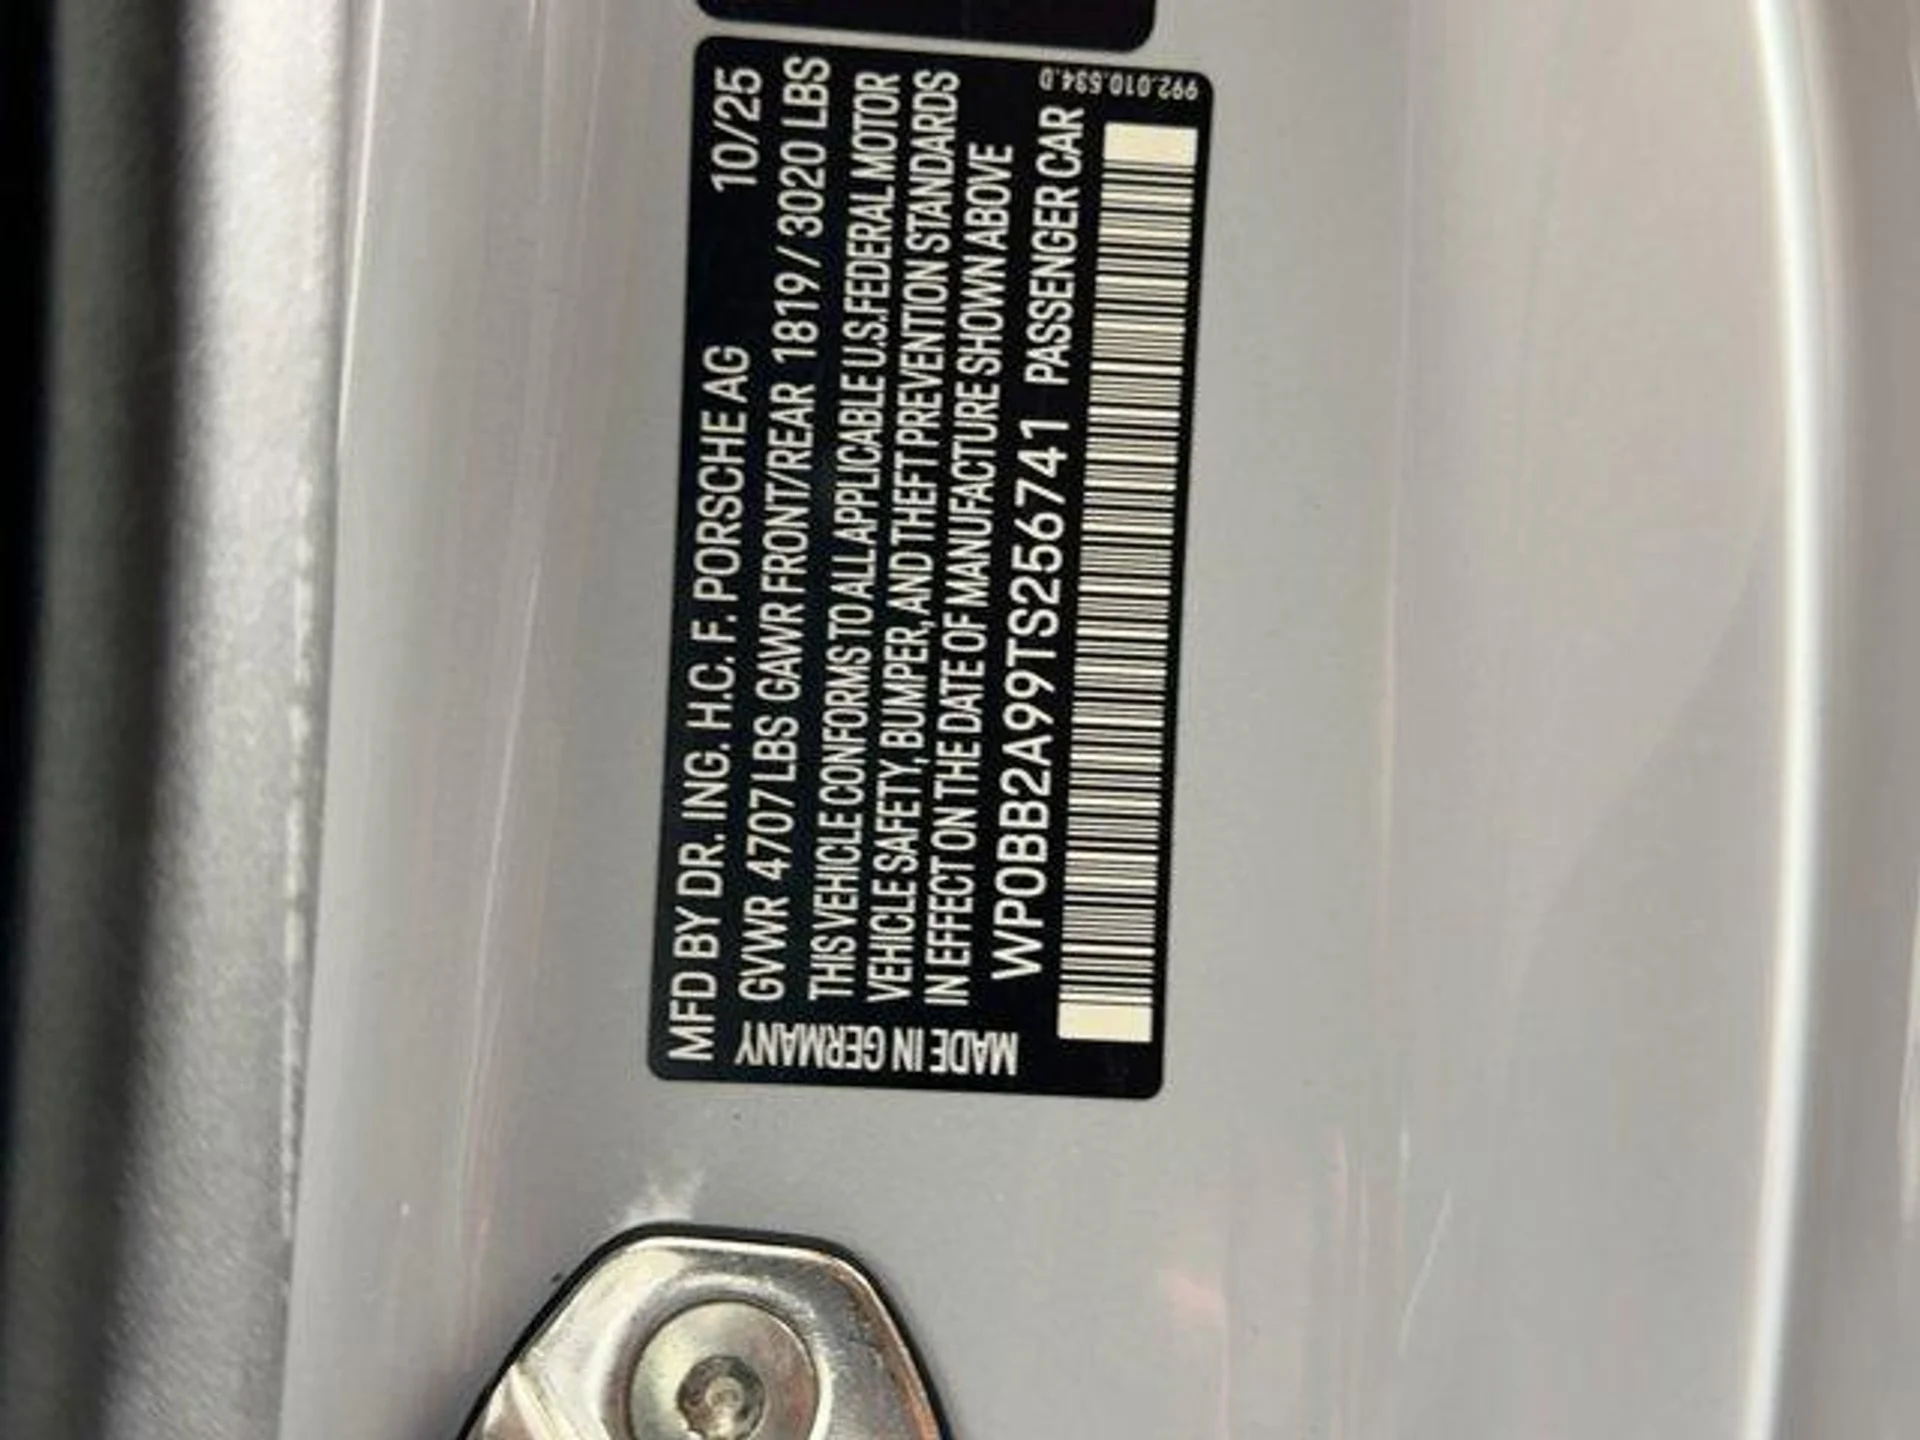 MFD BY DR. ING. H.C. F. PORSCHE AG 10/25
GVWR 4707 LBS GAWR FRONT/REAR 1819 / 3020 LBS
THIS VEHICLE CONFORMS TO ALL APPLICABLE U.S. FEDERAL MOTOR
VEHICLE SAFETY, BUMPER, AND THEFT PREVENTION STANDARDS
IN EFFECT ON THE DATE OF MANUFACTURE SHOWN ABOVE
WP0BB2A99TS256741 PASSENGER CAR
MADE IN GERMANY
992.010.534.D